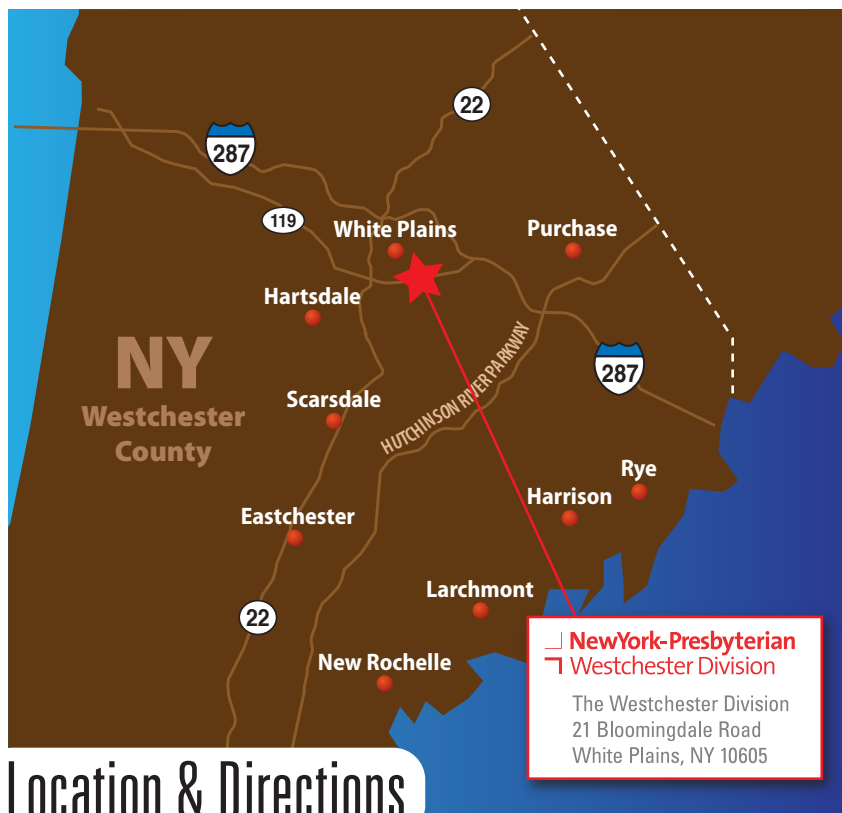 22
287
119
White Plains
Purchase
Hartsdale
NY
Westchester
County
HUTCHINSON RIVER PARKWAY
287
Scarsdale
Rye
Harrison
Eastchester
Larchmont
22
New Rochelle
NewYork-Presbyterian
Westchester Division
The Westchester Division
21 Bloomingdale Road
White Plains, NY 10605
Location & Directions